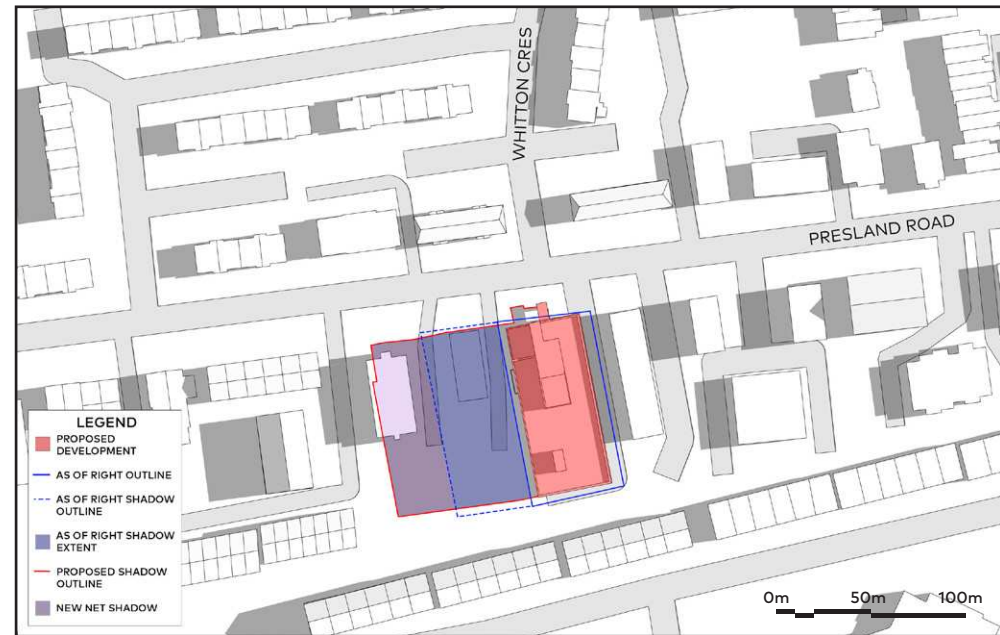 WHITTON CRES
PRESLAND ROAD
LEGEND
PROPOSED
DEVELOPMENT
AS OF RIGHT OUTLINE
AS OF RIGHT SHADOW
OUTLINE
AS OF RIGHT SHADOW
EXTENT
PROPOSED SHADOW
OUTLINE
NEW NET SHADOW
0m 50m 100m